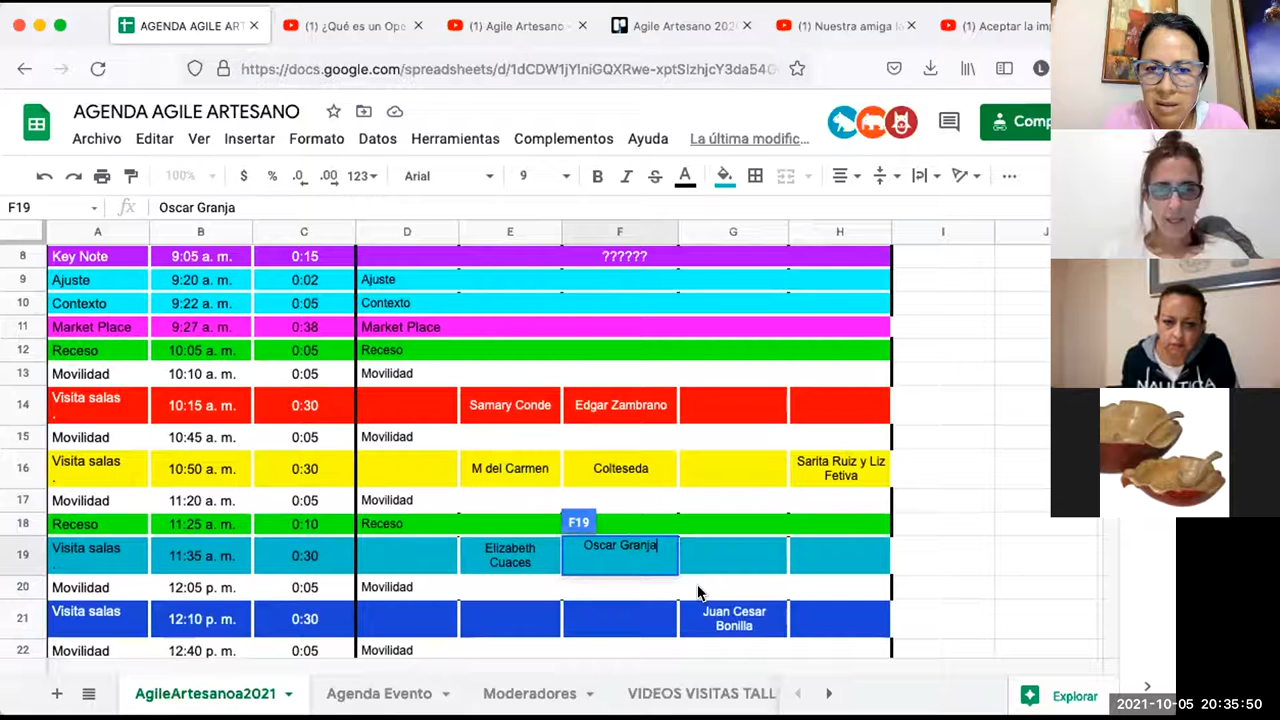 AGENDA AGILE ART
(1) ¿Qué es un Ope
(1) Agile Artesano -
Agile Artesano 202
(1) Nuestra amiga l
(1) Aceptar la im
https://docs.google.com/spreadsheets/d/1dCDW1jYlniGQXRwe-xptSIzhjcY3da54G
L
AGENDA AGILE ARTESANO
Archivo Editar Ver Insertar Formato Datos Herramientas Complementos Ayuda La última modific...
Comp
100% $ % .0 .00 123 Arial 9 B I S A
F19 fx Oscar Granja
A B C D E F G H I J
8 Key Note 9:05 a. m. 0:15 ??????
9 Ajuste 9:20 a. m. 0:02 Ajuste
10 Contexto 9:22 a. m. 0:05 Contexto
11 Market Place 9:27 a. m. 0:38 Market Place
12 Receso 10:05 a. m. 0:05 Receso
13 Movilidad 10:10 a. m. 0:05 Movilidad
14 Visita salas . 10:15 a. m. 0:30 Samary Conde Edgar Zambrano
15 Movilidad 10:45 a. m. 0:05 Movilidad
16 Visita salas . 10:50 a. m. 0:30 M del Carmen Colteseda Sarita Ruiz y Liz Fetiva
17 Movilidad 11:20 a. m. 0:05 Movilidad
18 Receso 11:25 a. m. 0:10 Receso F19
19 Visita salas . 11:35 a. m. 0:30 Elizabeth Cuaces Oscar Granja
20 Movilidad 12:05 p. m. 0:05 Movilidad
21 Visita salas 12:10 p. m. 0:30 Juan Cesar Bonilla
22 Movilidad 12:40 p. m. 0:05 Movilidad
AgileArtesanoa2021 Agenda Evento Moderadores VIDEOS VISITAS TALL Explorar
NAUTICA
2021-10-05 20:35:50